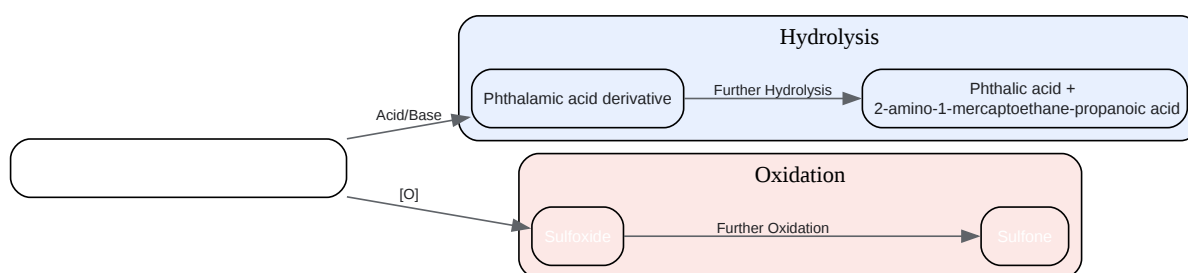 Hydrolysis
Phthalamic acid derivative
Further Hydrolysis
Phthalic acid +
2-amino-1-mercaptoethane-propanoic acid
Acid/Base
Oxidation
[O]
Sulfoxide
Further Oxidation
Sulfone